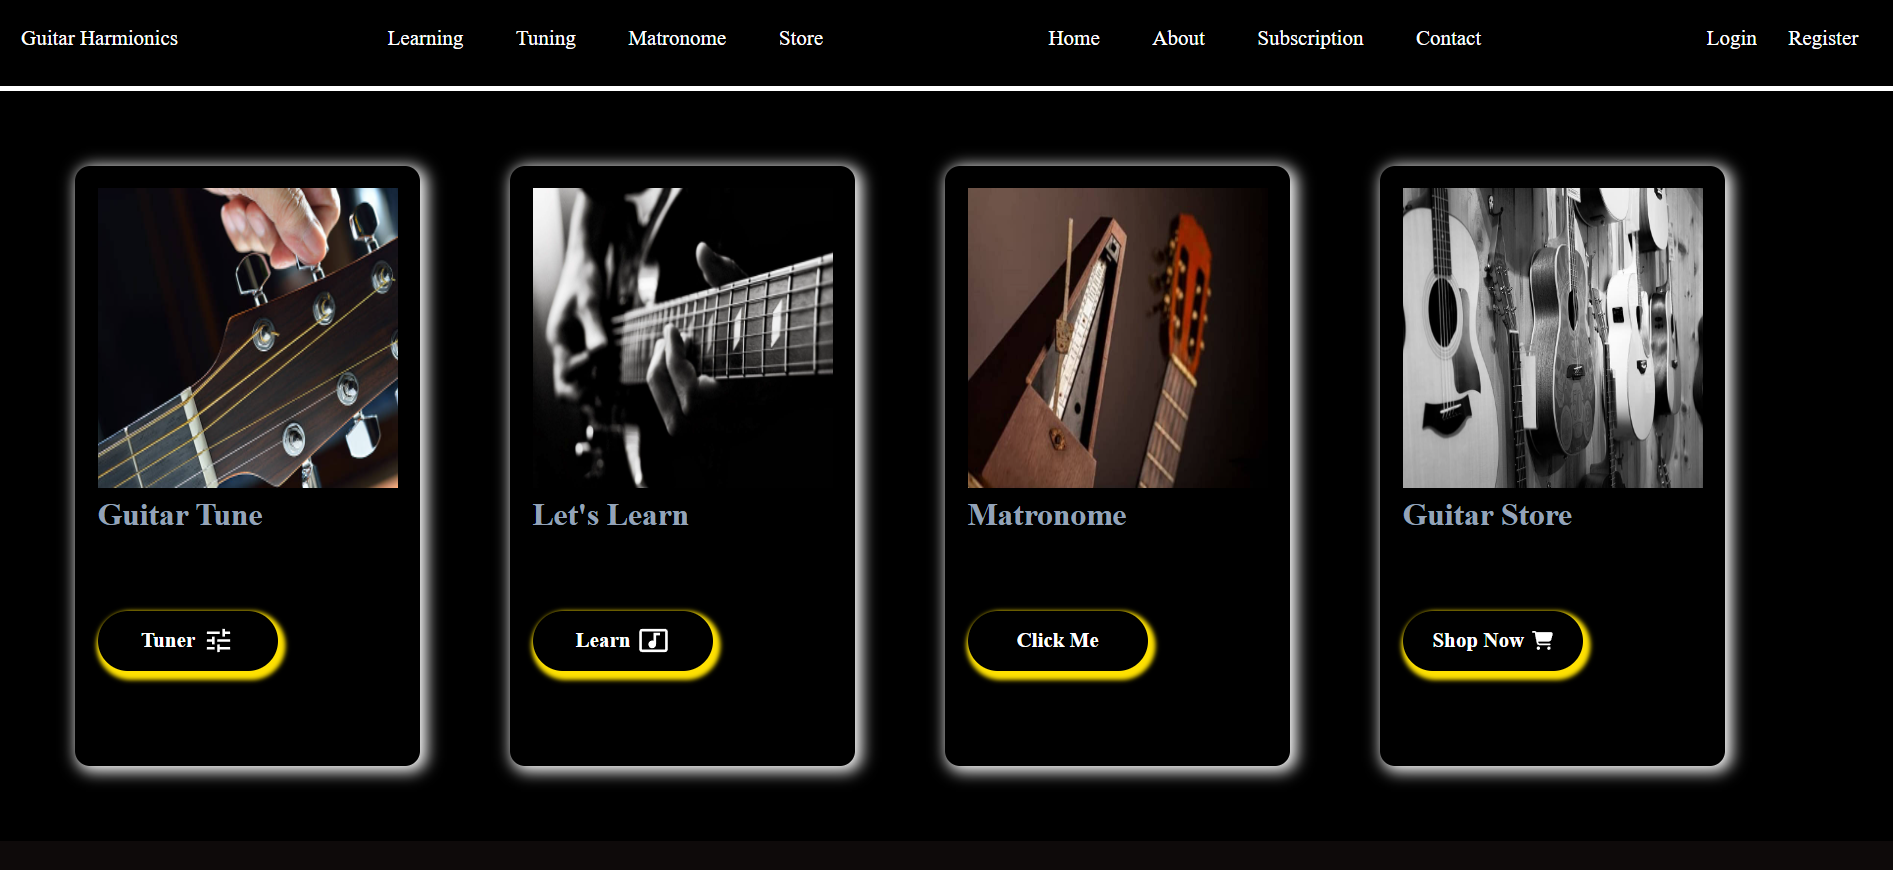 Guitar Harmionics Learning Tuning Matronome Store Home About Subscription Contact Login Register
Guitar Tune
Let's Learn
Matronome
Guitar Store
Tuner
Learn
Click Me
Shop Now